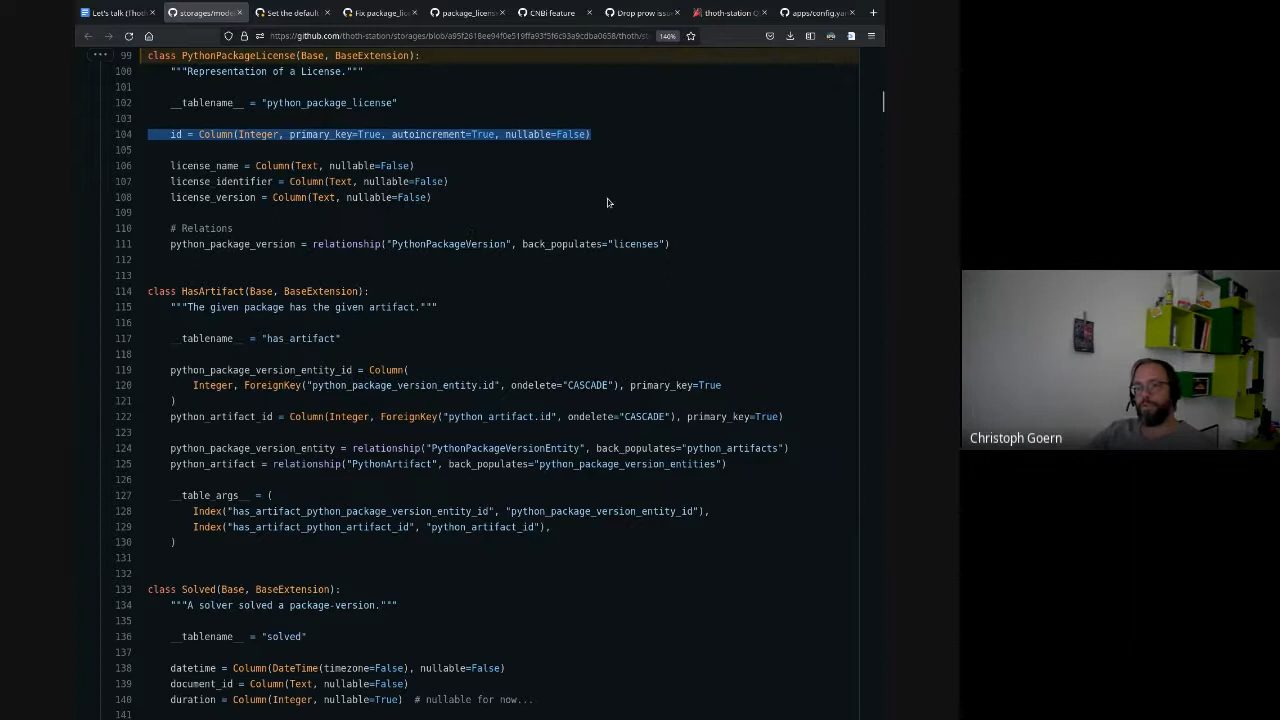 Let's talk (Thoth
storages/mode
Set the default
Fix package_lic
package_licens
CNBi feature
Drop prow issu
thoth-station Q
apps/config.ya
https://github.com/thoth-station/storages/blob/a95f2618ee94f0e519ffa93f5f6c93a9cdba0658/thoth/st
140%
99 class PythonPackageLicense(Base, BaseExtension):
100 """Representation of a License."""
101
102 __tablename__ = "python_package_license"
103
104 id = Column(Integer, primary_key=True, autoincrement=True, nullable=False)
105
106 license_name = Column(Text, nullable=False)
107 license_identifier = Column(Text, nullable=False)
108 license_version = Column(Text, nullable=False)
109
110 # Relations
111 python_package_version = relationship("PythonPackageVersion", back_populates="licenses")
112
113
114 class HasArtifact(Base, BaseExtension):
115 """The given package has the given artifact."""
116
117 __tablename__ = "has_artifact"
118
119 python_package_version_entity_id = Column(
120 Integer, ForeignKey("python_package_version_entity.id", ondelete="CASCADE"), primary_key=True
121 )
122 python_artifact_id = Column(Integer, ForeignKey("python_artifact.id", ondelete="CASCADE"), primary_key=True)
123
124 python_package_version_entity = relationship("PythonPackageVersionEntity", back_populates="python_artifacts")
125 python_artifact = relationship("PythonArtifact", back_populates="python_package_version_entities")
126
127 __table_args__ = (
128 Index("has_artifact_python_package_version_entity_id", "python_package_version_entity_id"),
129 Index("has_artifact_python_artifact_id", "python_artifact_id"),
130 )
131
132
133 class Solved(Base, BaseExtension):
134 """A solver solved a package-version."""
135
136 __tablename__ = "solved"
137
138 datetime = Column(DateTime(timezone=False), nullable=False)
139 document_id = Column(Text, nullable=False)
140 duration = Column(Integer, nullable=True) # nullable for now...
141
Christoph Goern